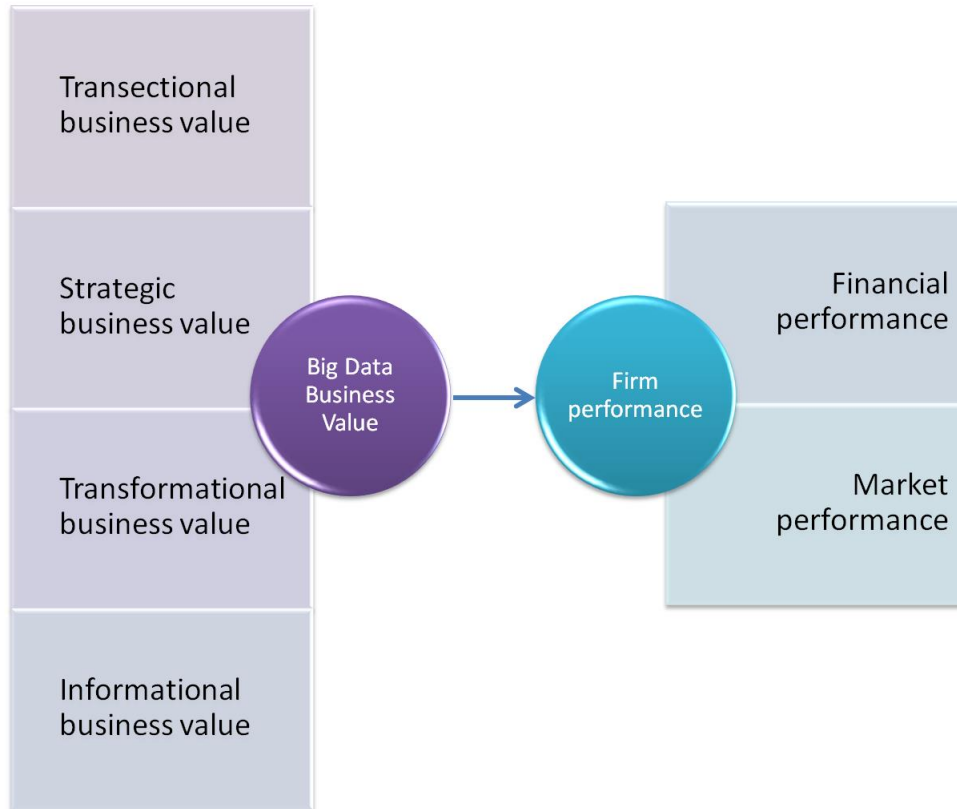 Transectional
business value
Strategic
business value
Transformational
business value
Informational
business value
Big Data
Business
Value
Firm
performance
Financial
performance
Market
performance